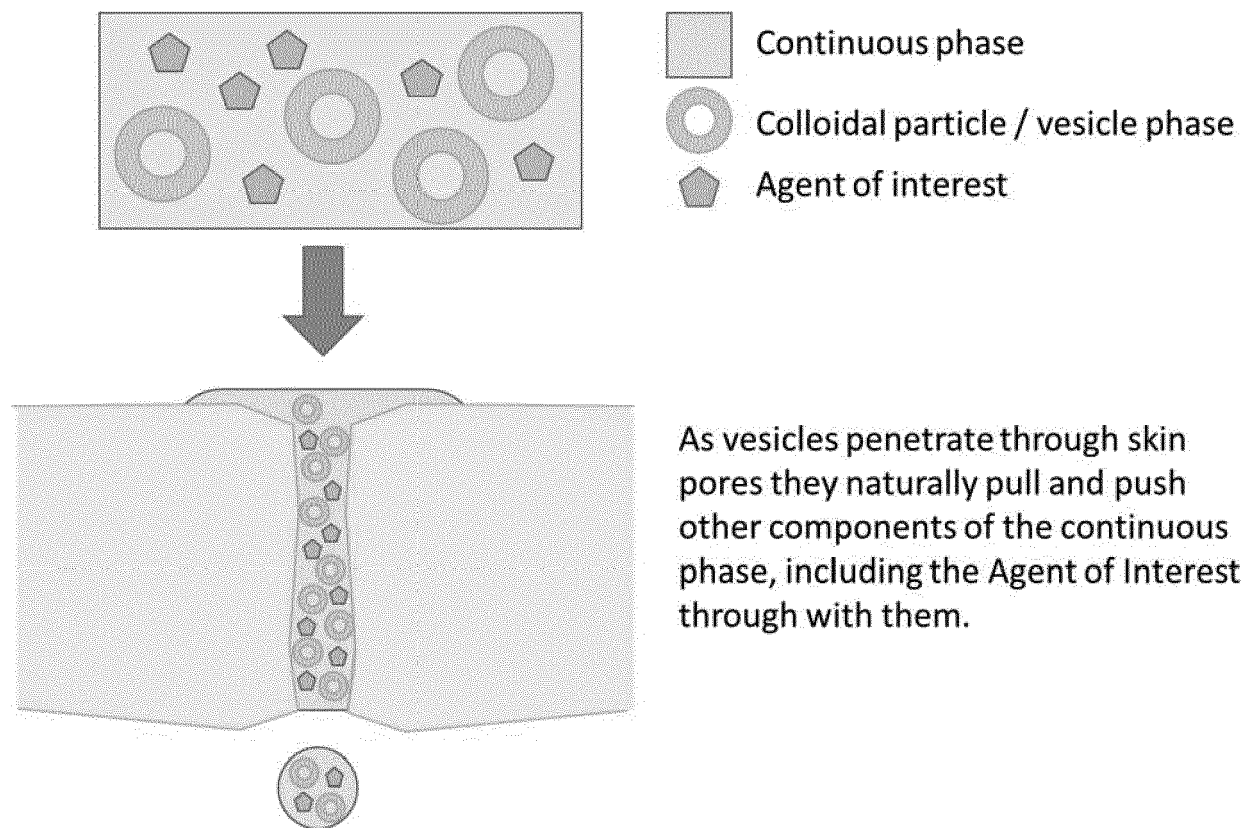 Continuous phase
Colloidal particle / vesicle phase
Agent of interest
As vesicles penetrate through skin
pores they naturally pull and push
other components of the continuous
phase, including the Agent of Interest
through with them.